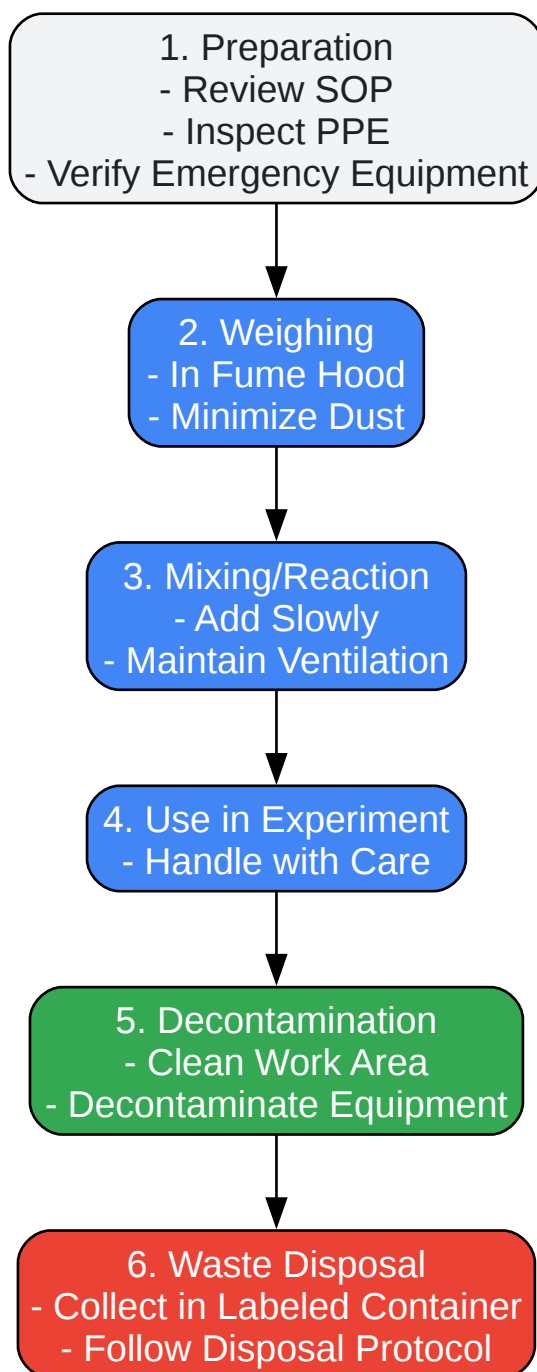 1. Preparation
- Review SOP
- Inspect PPE
- Verify Emergency Equipment
2. Weighing
- In Fume Hood
- Minimize Dust
3. Mixing/Reaction
- Add Slowly
- Maintain Ventilation
4. Use in Experiment
- Handle with Care
5. Decontamination
- Clean Work Area
- Decontaminate Equipment
6. Waste Disposal
- Collect in Labeled Container
- Follow Disposal Protocol